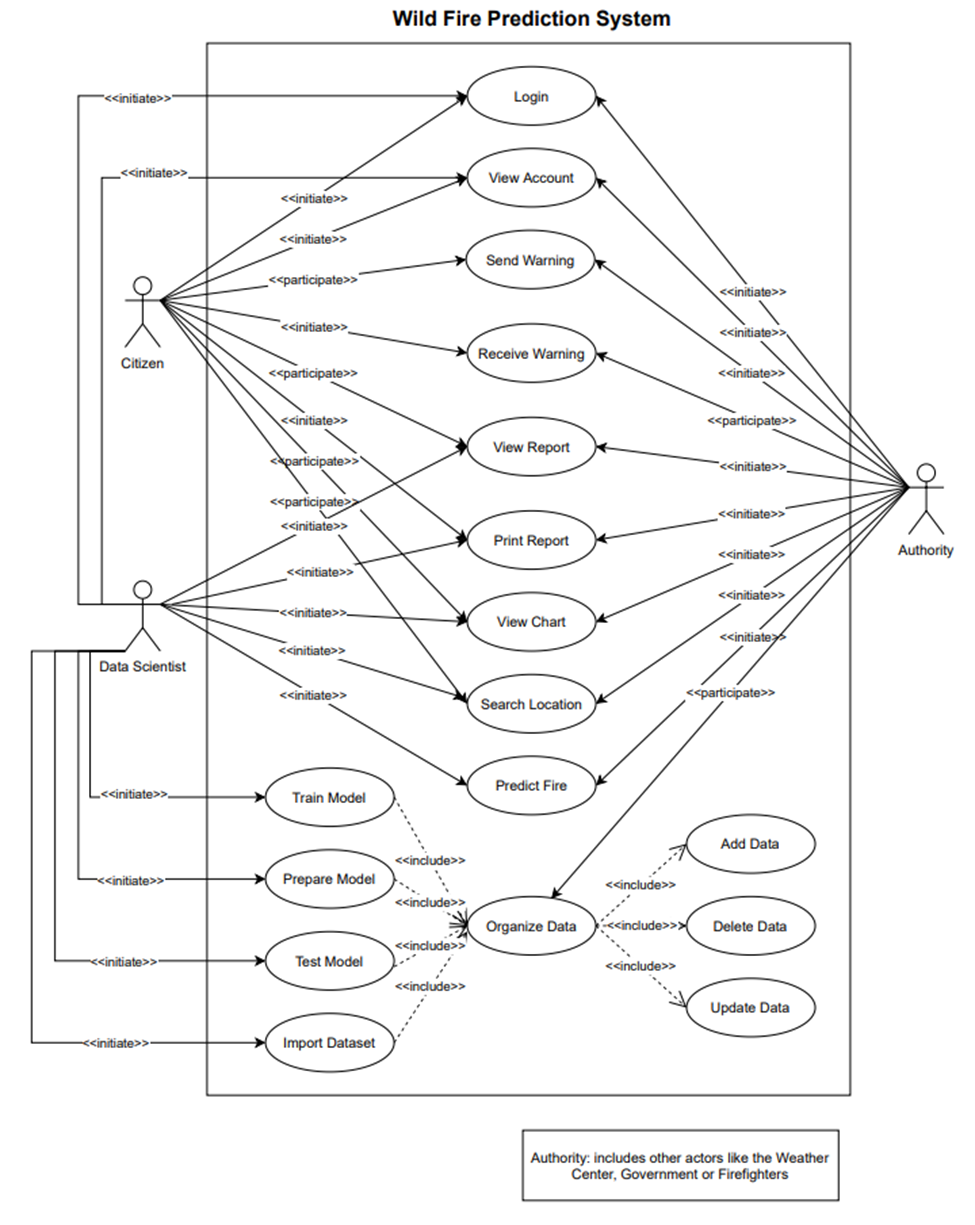 Wild Fire Prediction System
<<initiate>>
Login
<<initiate>>
View Account
<<initiate>>
<<initiate>>
Send Warning
<<participate>>
<<initiate>>
<<initiate>>
Receive Warning
<<initiate>>
Citizen
<<participate>>
<<initiate>>
<<initiate>>
<<participate>>
View Report
<<participate>>
<<initiate>>
<<participate>>
<<initiate>>
<<initiate>>
Print Report
Authority
<<initiate>>
<<initiate>>
<<initiate>>
<<initiate>>
View Chart
<<initiate>>
<<initiate>>
Data Scientist
<<initiate>>
<<participate>>
Search Location
Predict Fire
<<initiate>>
Train Model
Add Data
<<include>>
<<initiate>>
Prepare Model
<<include>>
<<include>>
Organize Data
<<include>>
Delete Data
<<include>>
<<initiate>>
Test Model
<<include>>
<<include>>
Update Data
<<initiate>>
Import Dataset
Authority: includes other actors like the Weather
Center, Government or Firefighters